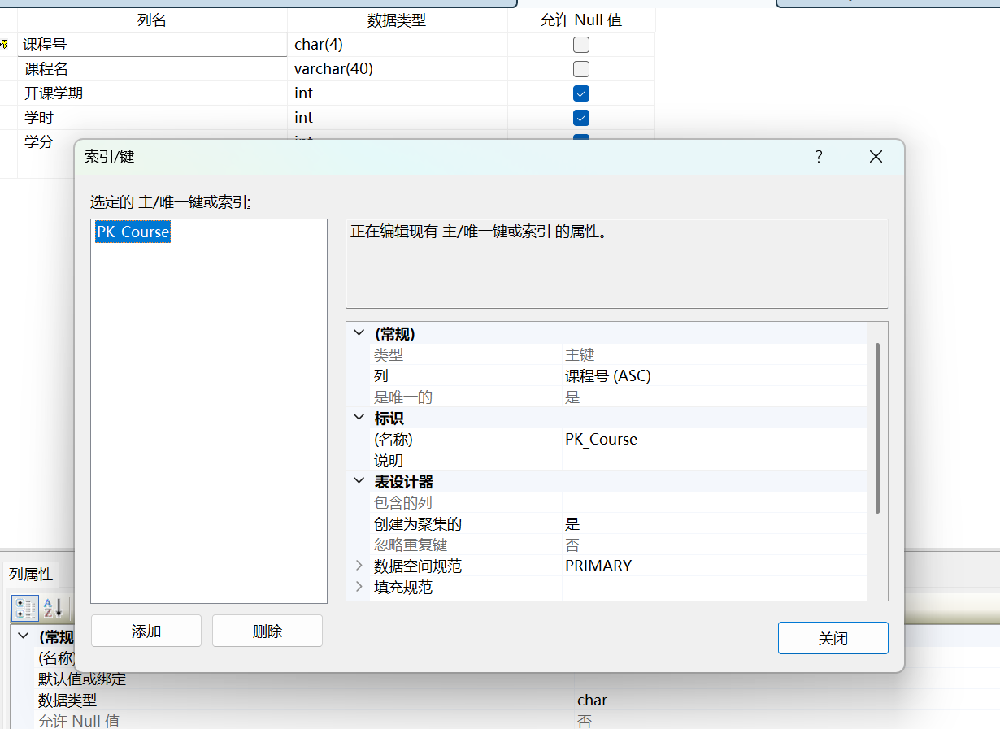 列名 数据类型 允许 Null 值
课程号 char(4)
课程名 varchar(40)
开课学期 int
学时 int
学分
索引/键 ?
选定的 主/唯一键或索引:
PK_Course
正在编辑现有 主/唯一键或索引 的属性。
(常规)
类型 主键
列 课程号 (ASC)
是唯一的 是
标识
(名称) PK_Course
说明
表设计器
包含的列
创建为聚集的 是
忽略重复键 否
数据空间规范 PRIMARY
填充规范
添加 删除 关闭
列属性
(常规
(名称)
默认值或绑定
数据类型 char
允许 Null 值 否